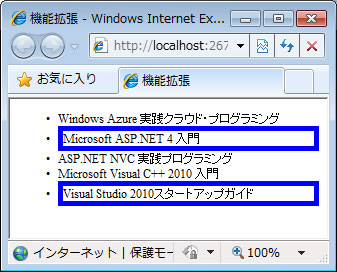 機能拡張 - Windows Internet Ex...
http://localhost:267
お気に入り
機能拡張
• Windows Azure 実践クラウド・プログラミング
• Microsoft ASP.NET 4 入門
• ASP.NET NVC 実践プログラミング
• Microsoft Visual C++ 2010 入門
• Visual Studio 2010スタートアップガイド
インターネット | 保護モー
100%